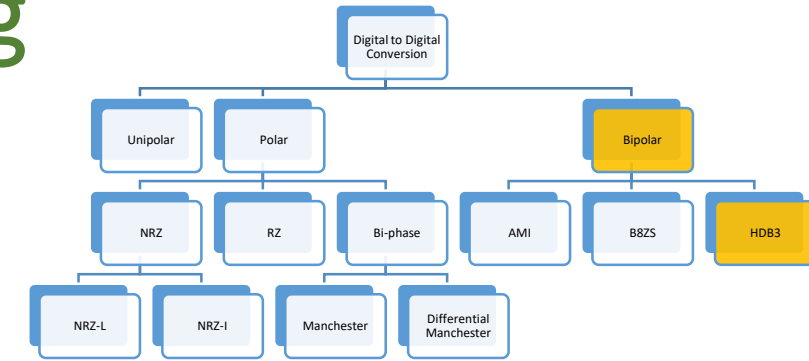 g
Digital to Digital
Conversion
Unipolar
Polar
Bipolar
NRZ
RZ
Bi-phase
AMI
B8ZS
HDB3
NRZ-L
NRZ-I
Manchester
Differential
Manchester